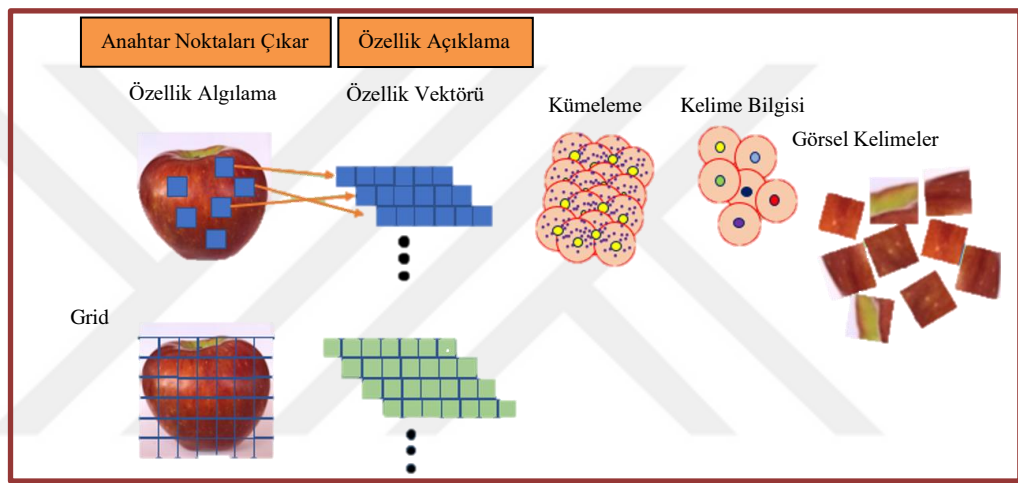 Anahtar Noktaları Çıkar
Özellik Açıklama
Özellik Algılama
Özellik Vektörü
Kümeleme
Kelime Bilgisi
Görsel Kelimeler
Grid